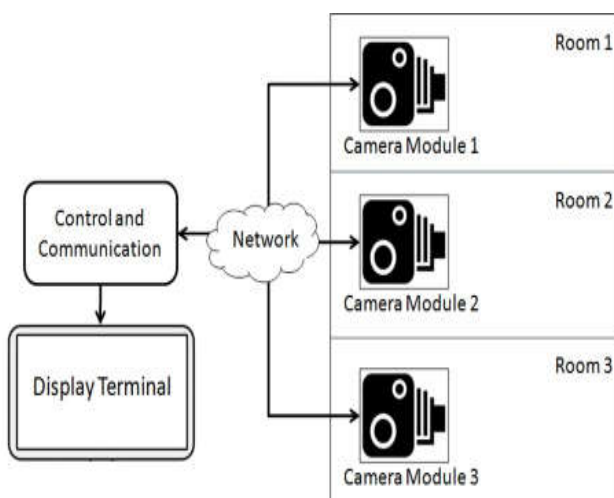 Room 1
Camera Module 1
Room 2
Control and
Communication
Network
Camera Module 2
Display Terminal
Room 3
Camera Module 3